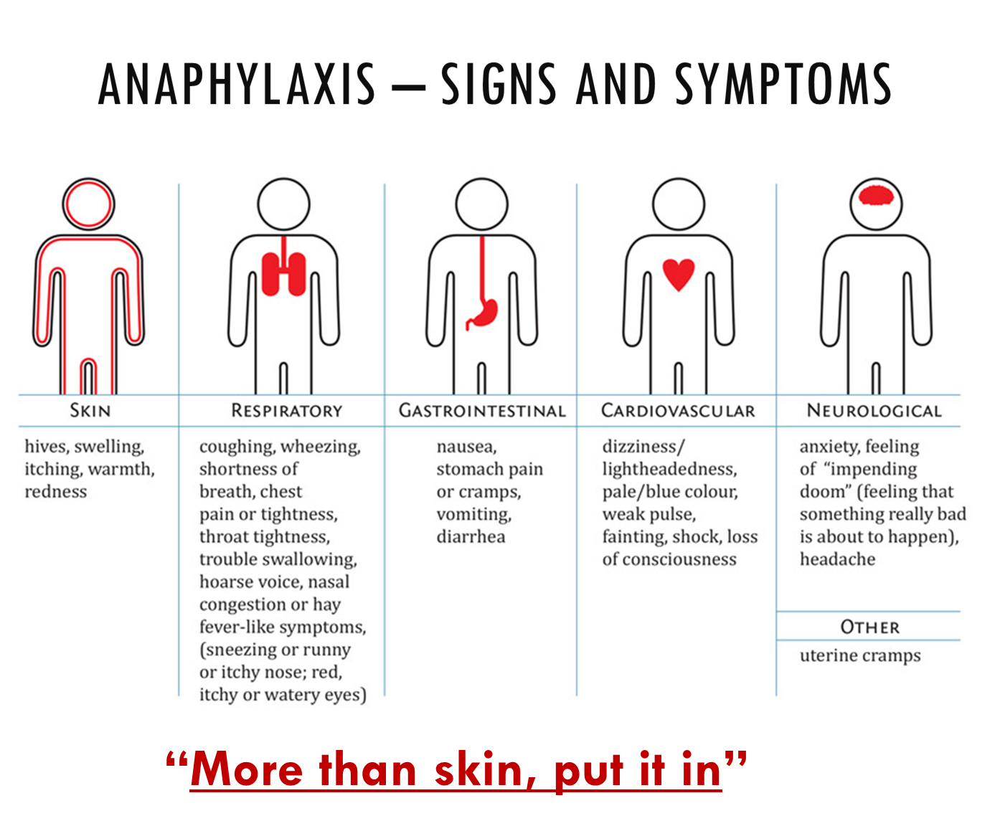 ANAPHYLAXIS – SIGNS AND SYMPTOMS
SKIN
hives, swelling,
itching, warmth,
redness
RESPIRATORY
coughing, wheezing,
shortness of
breath, chest
pain or tightness,
throat tightness,
trouble swallowing,
hoarse voice, nasal
congestion or hay
fever-like symptoms,
(sneezing or runny
or itchy nose; red,
itchy or watery eyes)
GASTROINTESTINAL
nausea,
stomach pain
or cramps,
vomiting,
diarrhea
CARDIOVASCULAR
dizziness/
lightheadedness,
pale/blue colour,
weak pulse,
fainting, shock, loss
of consciousness
NEUROLOGICAL
anxiety, feeling
of “impending
doom” (feeling that
something really bad
is about to happen),
headache
OTHER
uterine cramps
“More than skin, put it in”